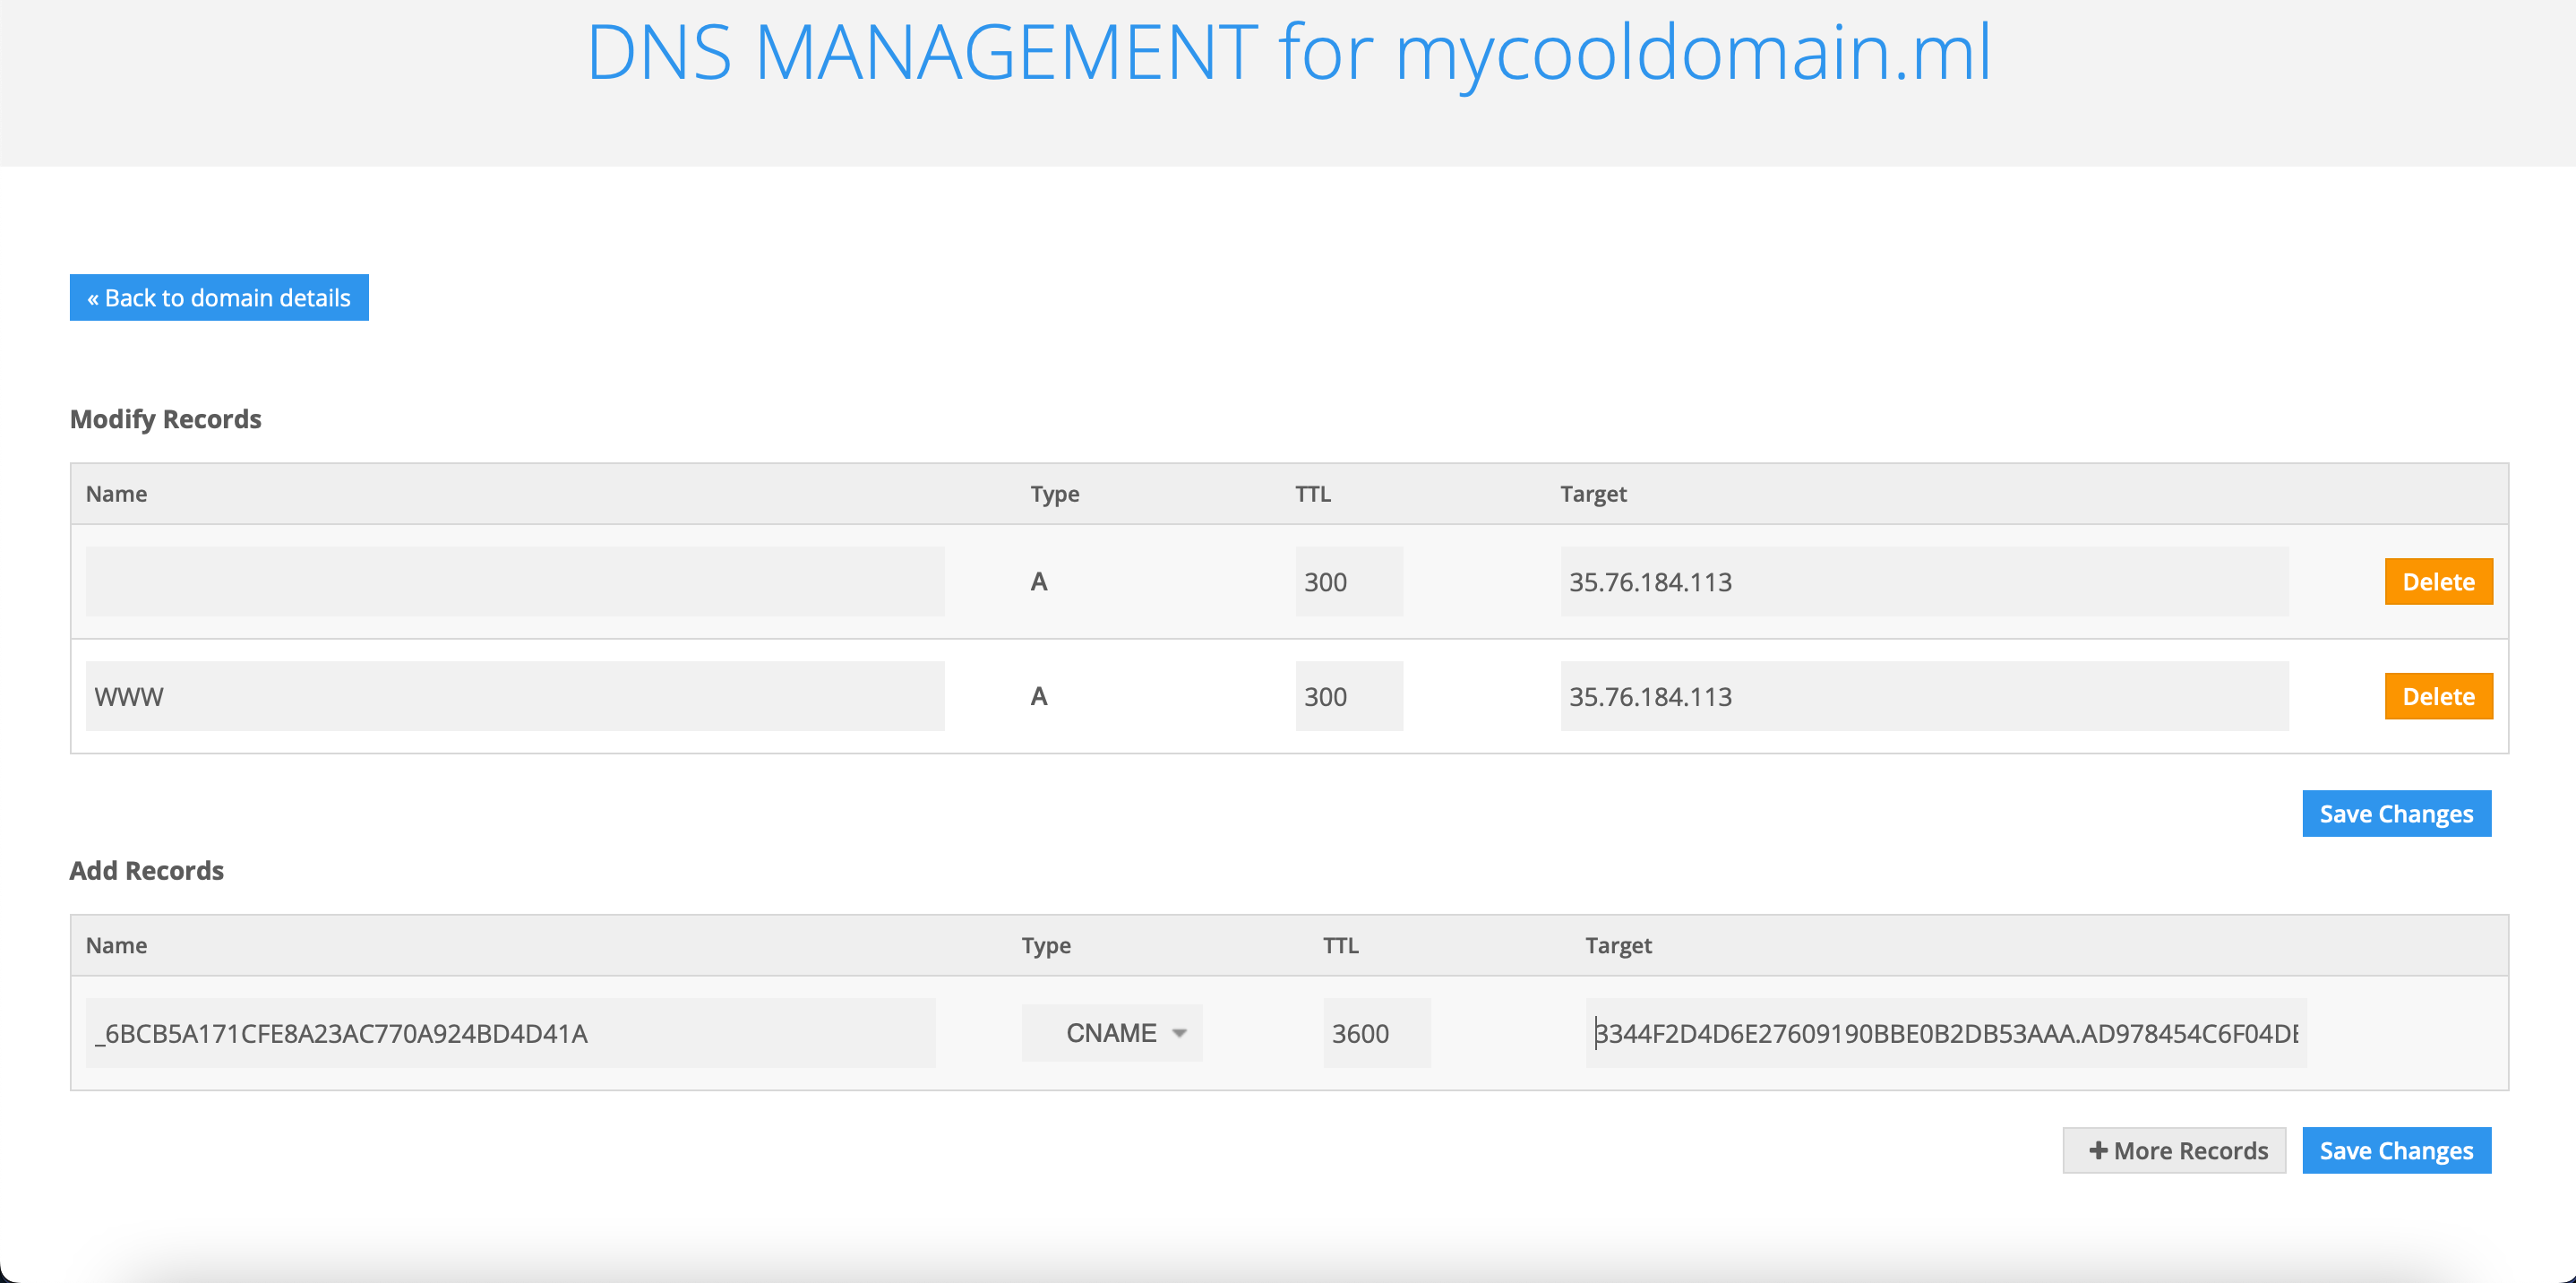 DNS MANAGEMENT for mycooldomain.ml
« Back to domain details
Modify Records
Name Type TTL Target
A 300 35.76.184.113 Delete
WWW A 300 35.76.184.113 Delete
Save Changes
Add Records
Name Type TTL Target
_6BCB5A171CFE8A23AC770A924BD4D41A CNAME 3600 3344F2D4D6E27609190BBE0B2DB53AAA.AD978454C6F04DE
+ More Records Save Changes